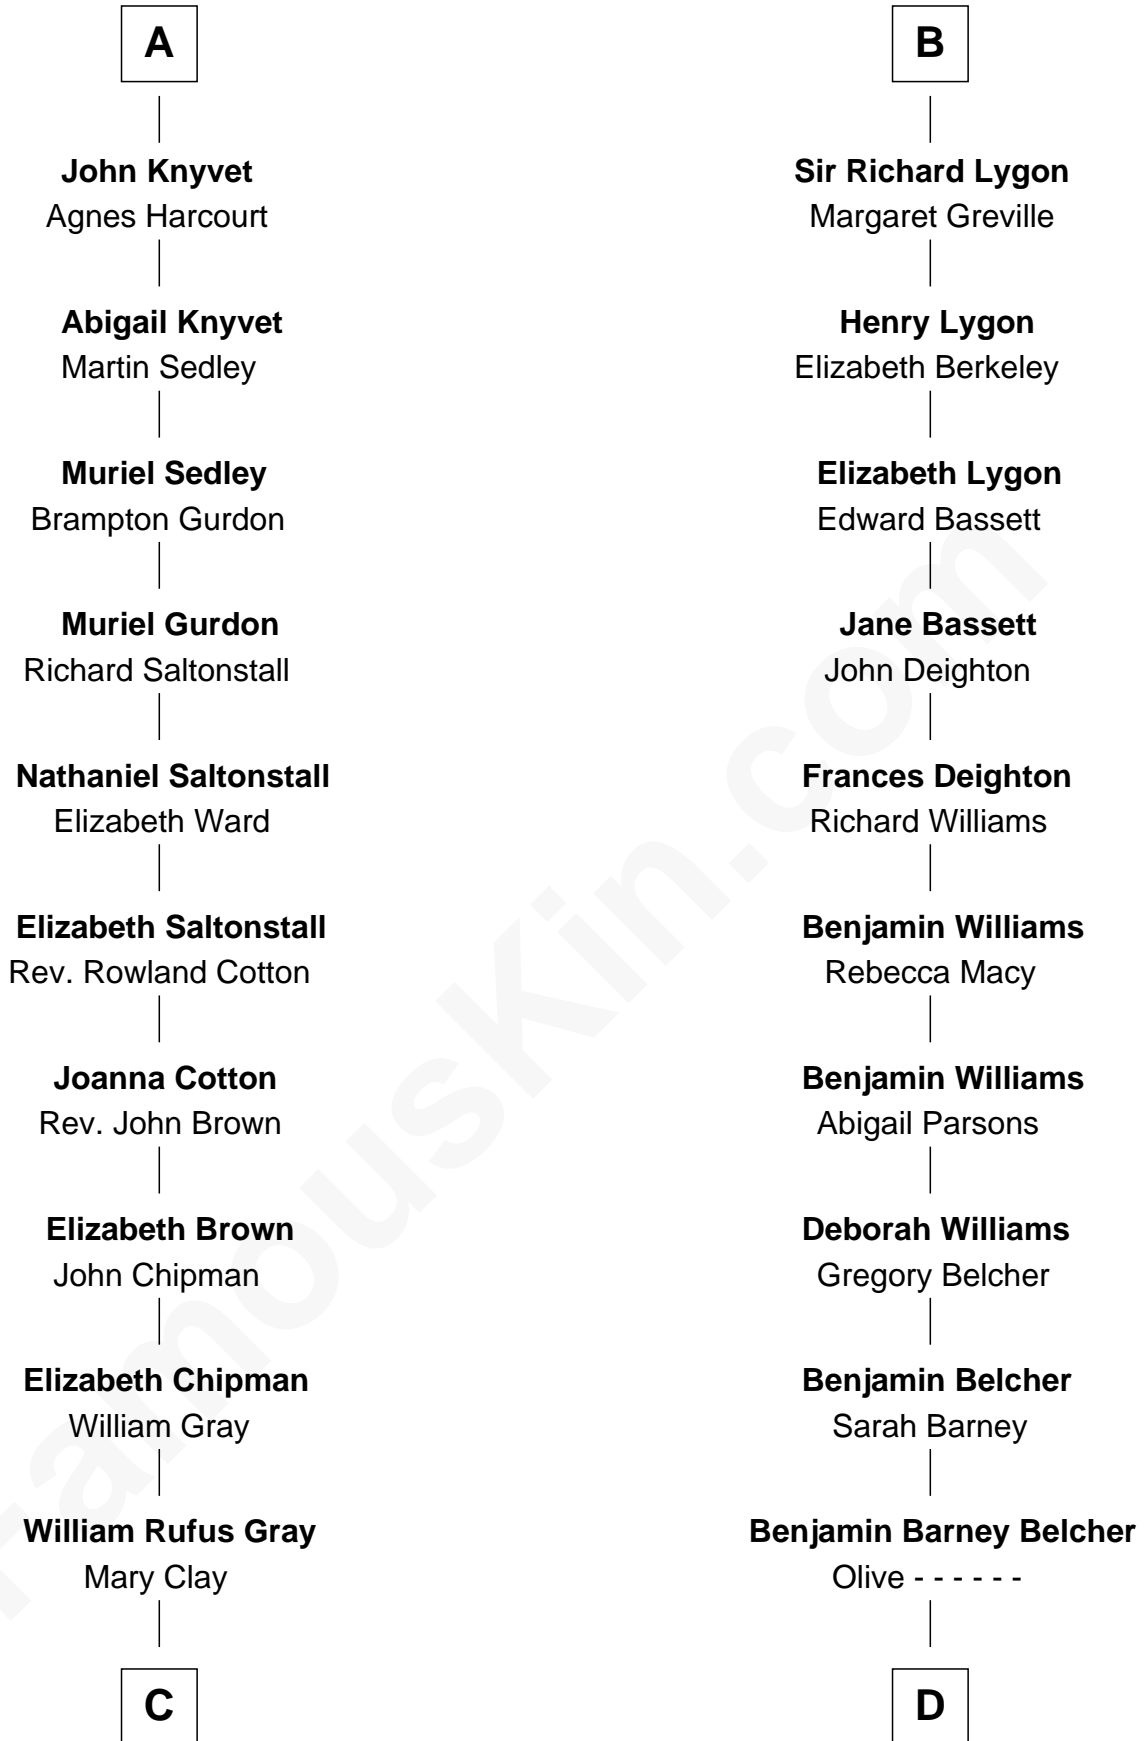 A
John Knyvet
Agnes Harcourt
Abigail Knyvet
Martin Sedley
Muriel Sedley
Brampton Gurdon
Muriel Gurdon
Richard Saltonstall
Nathaniel Saltonstall
Elizabeth Ward
Elizabeth Saltonstall
Rev. Rowland Cotton
Joanna Cotton
Rev. John Brown
Elizabeth Brown
John Chipman
Elizabeth Chipman
William Gray
William Rufus Gray
Mary Clay
C
B
Sir Richard Lygon
Margaret Greville
Henry Lygon
Elizabeth Berkeley
Elizabeth Lygon
Edward Bassett
Jane Bassett
John Deighton
Frances Deighton
Richard Williams
Benjamin Williams
Rebecca Macy
Benjamin Williams
Abigail Parsons
Deborah Williams
Gregory Belcher
Benjamin Belcher
Sarah Barney
Benjamin Barney Belcher
Olive - - - - - -
D
FamousKin.com